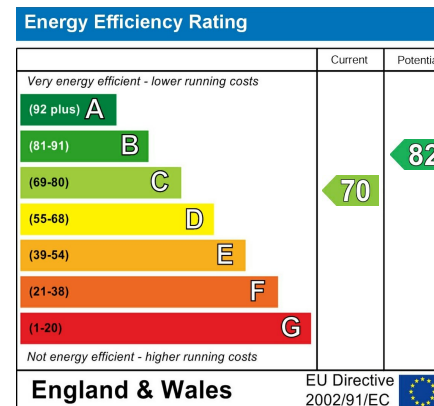 Energy Efficiency Rating
Current Potenti
Very energy efficient - lower running costs
(92 plus) A
(81-91) B
82
(69-80) C
70
(55-68) D
(39-54) E
(21-38) F
(1-20) G
Not energy efficient - higher running costs
England & Wales
EU Directive
2002/91/EC